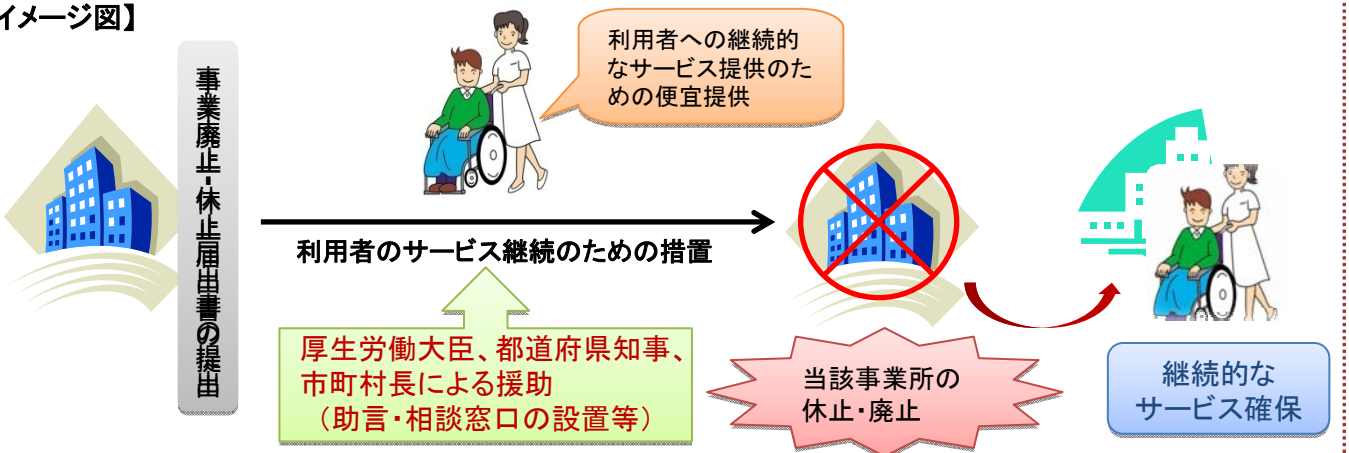 イメージ図】
事業廃止・休止届出書の提出
利用者への継続的
なサービス提供のた
めの便宜提供
利用者のサービス継続のための措置
厚生労働大臣、都道府県知事、
市町村長による援助
（助言・相談窓口の設置等）
当該事業所の
休止・廃止
継続的な
サービス確保